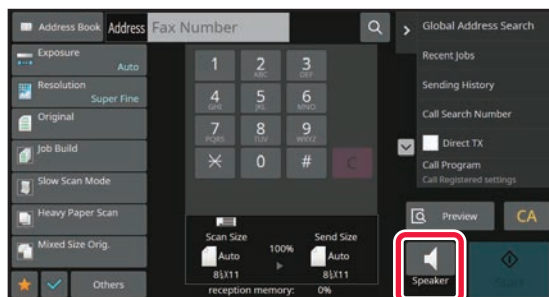 Address Book
Address
Fax Number
Global Address Search
Exposure
Auto
1
2
ABC
3
DEF
Recent Jobs
Resolution
Super Fine
4
GHI
5
JKL
6
MNO
Sending History
Original
Call Search Number
7
PQRS
8
TUV
9
WXYZ
Job Build
Direct TX
0
#
C
Call Program
Call Registered settings
Slow Scan Mode
Heavy Paper Scan
Preview
CA
Mixed Size Orig.
Scan Size
Send Size
Auto
100%
Auto
8½X11
8½X11
Others
reception memory:
0%
Speaker
Start